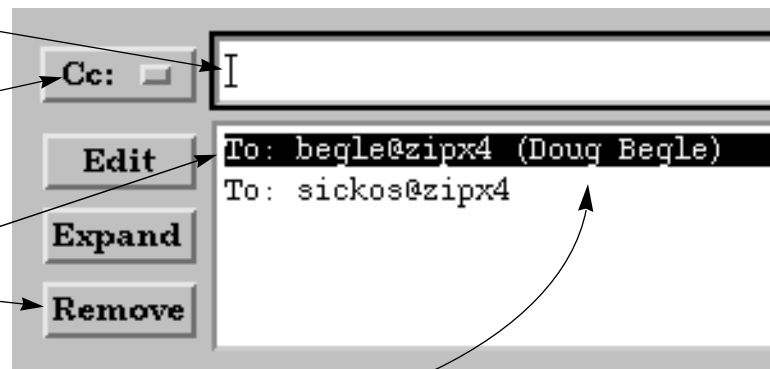 Cc:
Edit
To: begle@zipx4 (Doug Begle)
To: sickos@zipx4
Expand
Remove